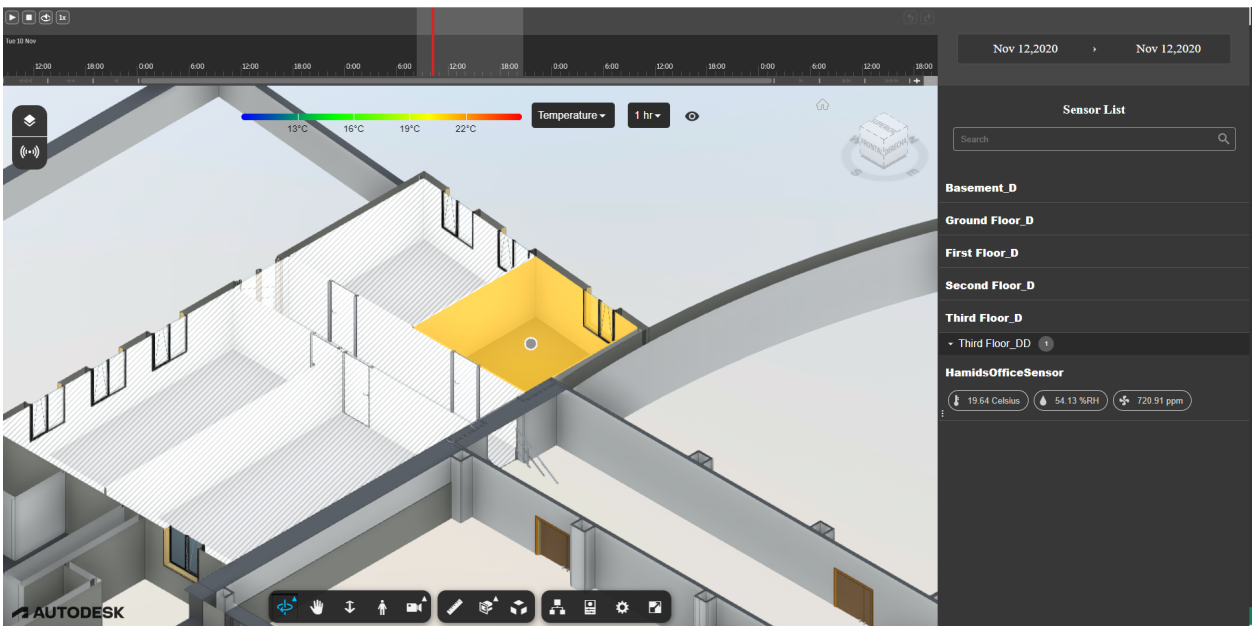 1x
Tue 10 Nov
12:00 18:00 0:00 6:00 12:00 18:00 0:00 6:00 12:00 18:00 0:00 6:00 12:00 18:00 0:00 6:00 12:00 18:00
Nov 12,2020 › Nov 12,2020
Temperature 1 hr
13°C 16°C 19°C 22°C
FRONTAL DERECHA
Sensor List
Search
Basement_D
Ground Floor_D
First Floor_D
Second Floor_D
Third Floor_D
Third Floor_DD 1
HamidsOfficeSensor
19.64 Celsius 54.13 %RH 720.91 ppm
AUTODESK